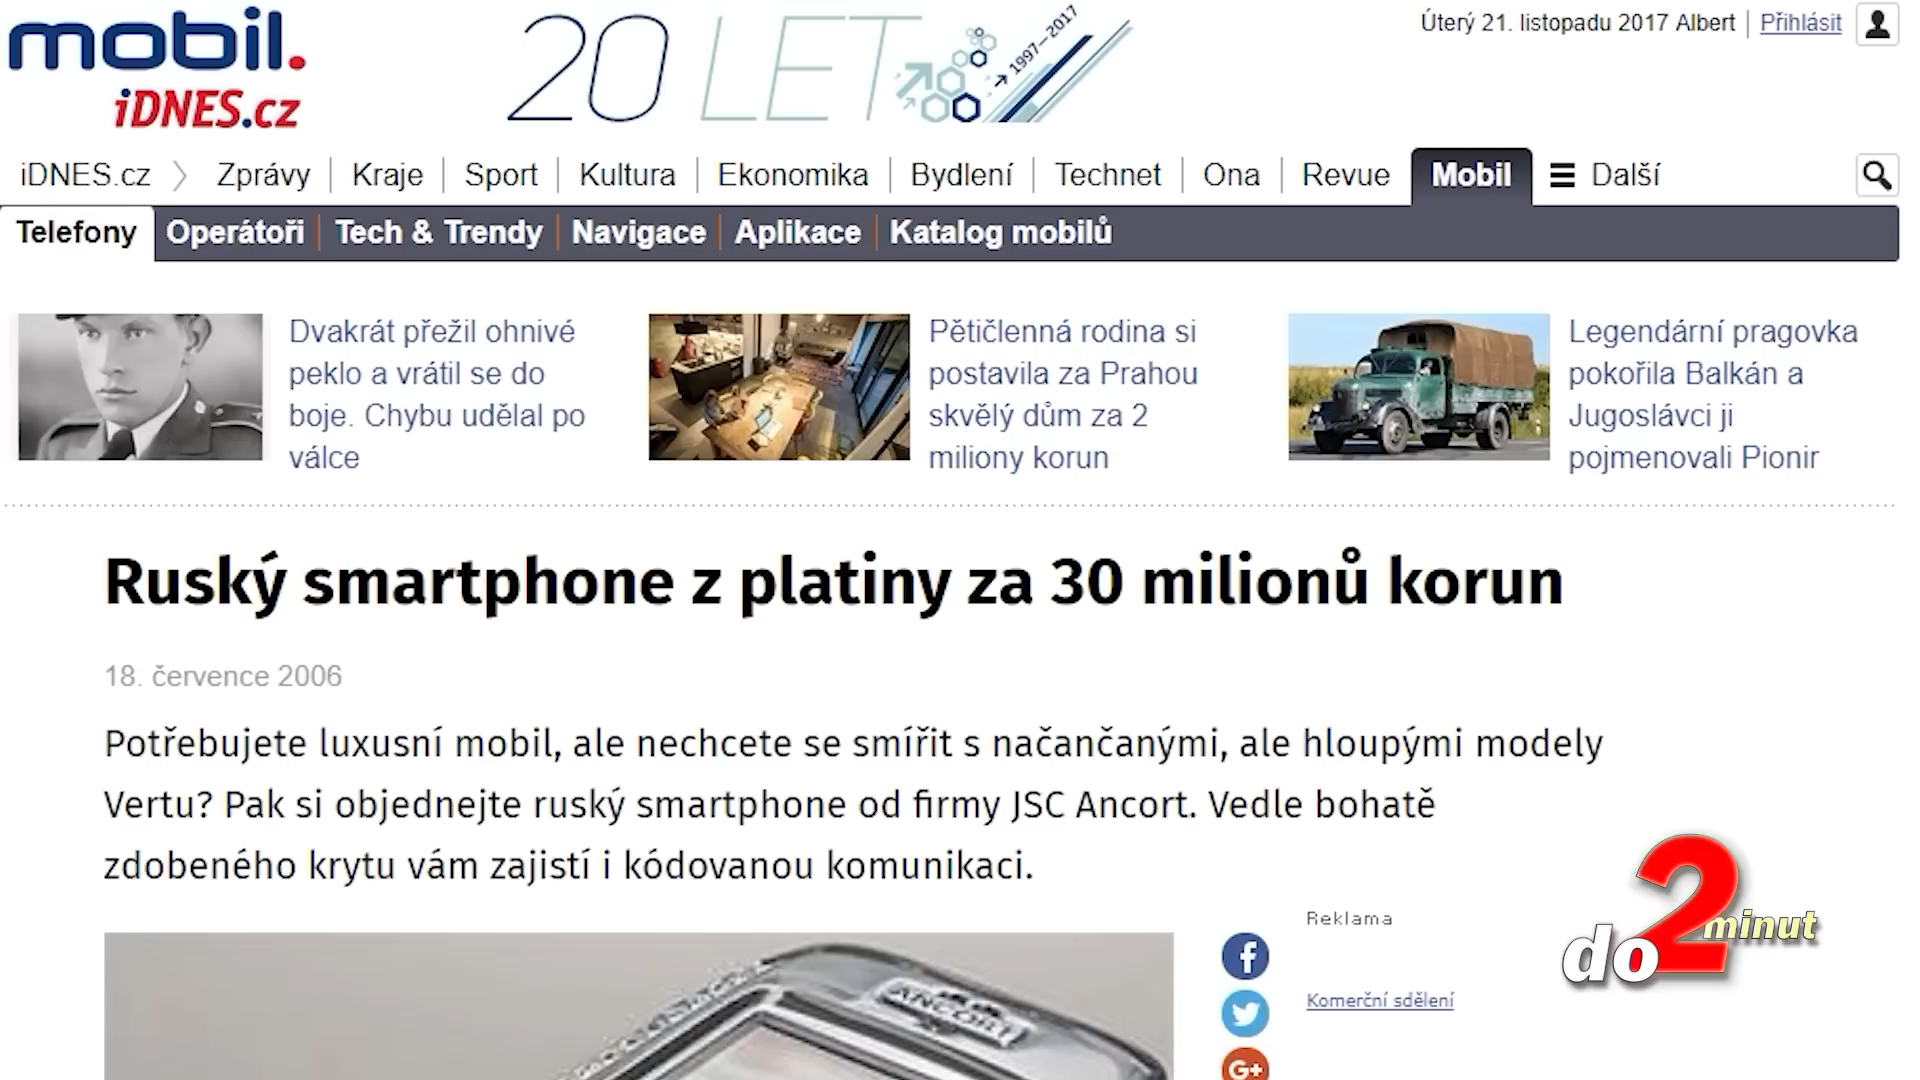 mobil.
iDNES.cz
20 LET
1997–2017
Úterý 21. listopadu 2017 Albert | Přihlásit
iDNES.cz
Zprávy
Kraje
Sport
Kultura
Ekonomika
Bydlení
Technet
Ona
Revue
Mobil
Další
Telefony
Operátoři
Tech & Trendy
Navigace
Aplikace
Katalog mobilů
Dvakrát přežil ohnivé
peklo a vrátil se do
boje. Chybu udělal po
válce
Pětičlenná rodina si
postavila za Prahou
skvělý dům za 2
miliony korun
Legendární pragovka
pokořila Balkán a
Jugoslávci ji
pojmenovali Pionir
Ruský smartphone z platiny za 30 milionů korun
18. července 2006
Potřebujete luxusní mobil, ale nechcete se smířit s načančanými, ale hloupými modely
Vertu? Pak si objednejte ruský smartphone od firmy JSC Ancort. Vedle bohatě
zdobeného krytu vám zajistí i kódovanou komunikaci.
ANCORT
Reklama
Komerční sdělení
G+
do 2 minut